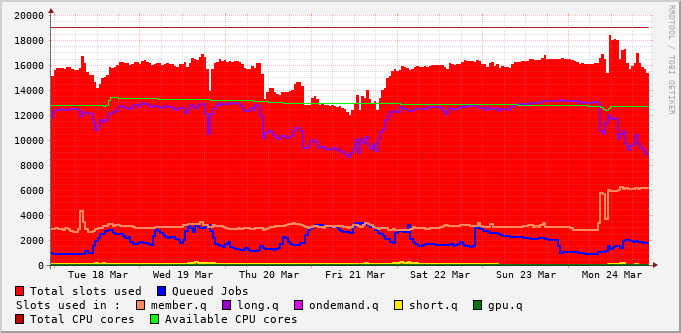 RRDTOOL / TOBI OETIKER
20000
18000
16000
14000
12000
10000
8000
6000
4000
2000
0
Tue 18 Mar Wed 19 Mar Thu 20 Mar Fri 21 Mar Sat 22 Mar Sun 23 Mar Mon 24 Mar
Total slots used Queued Jobs
Slots used in : member.q long.q ondemand.q short.q gpu.q
Total CPU cores Available CPU cores